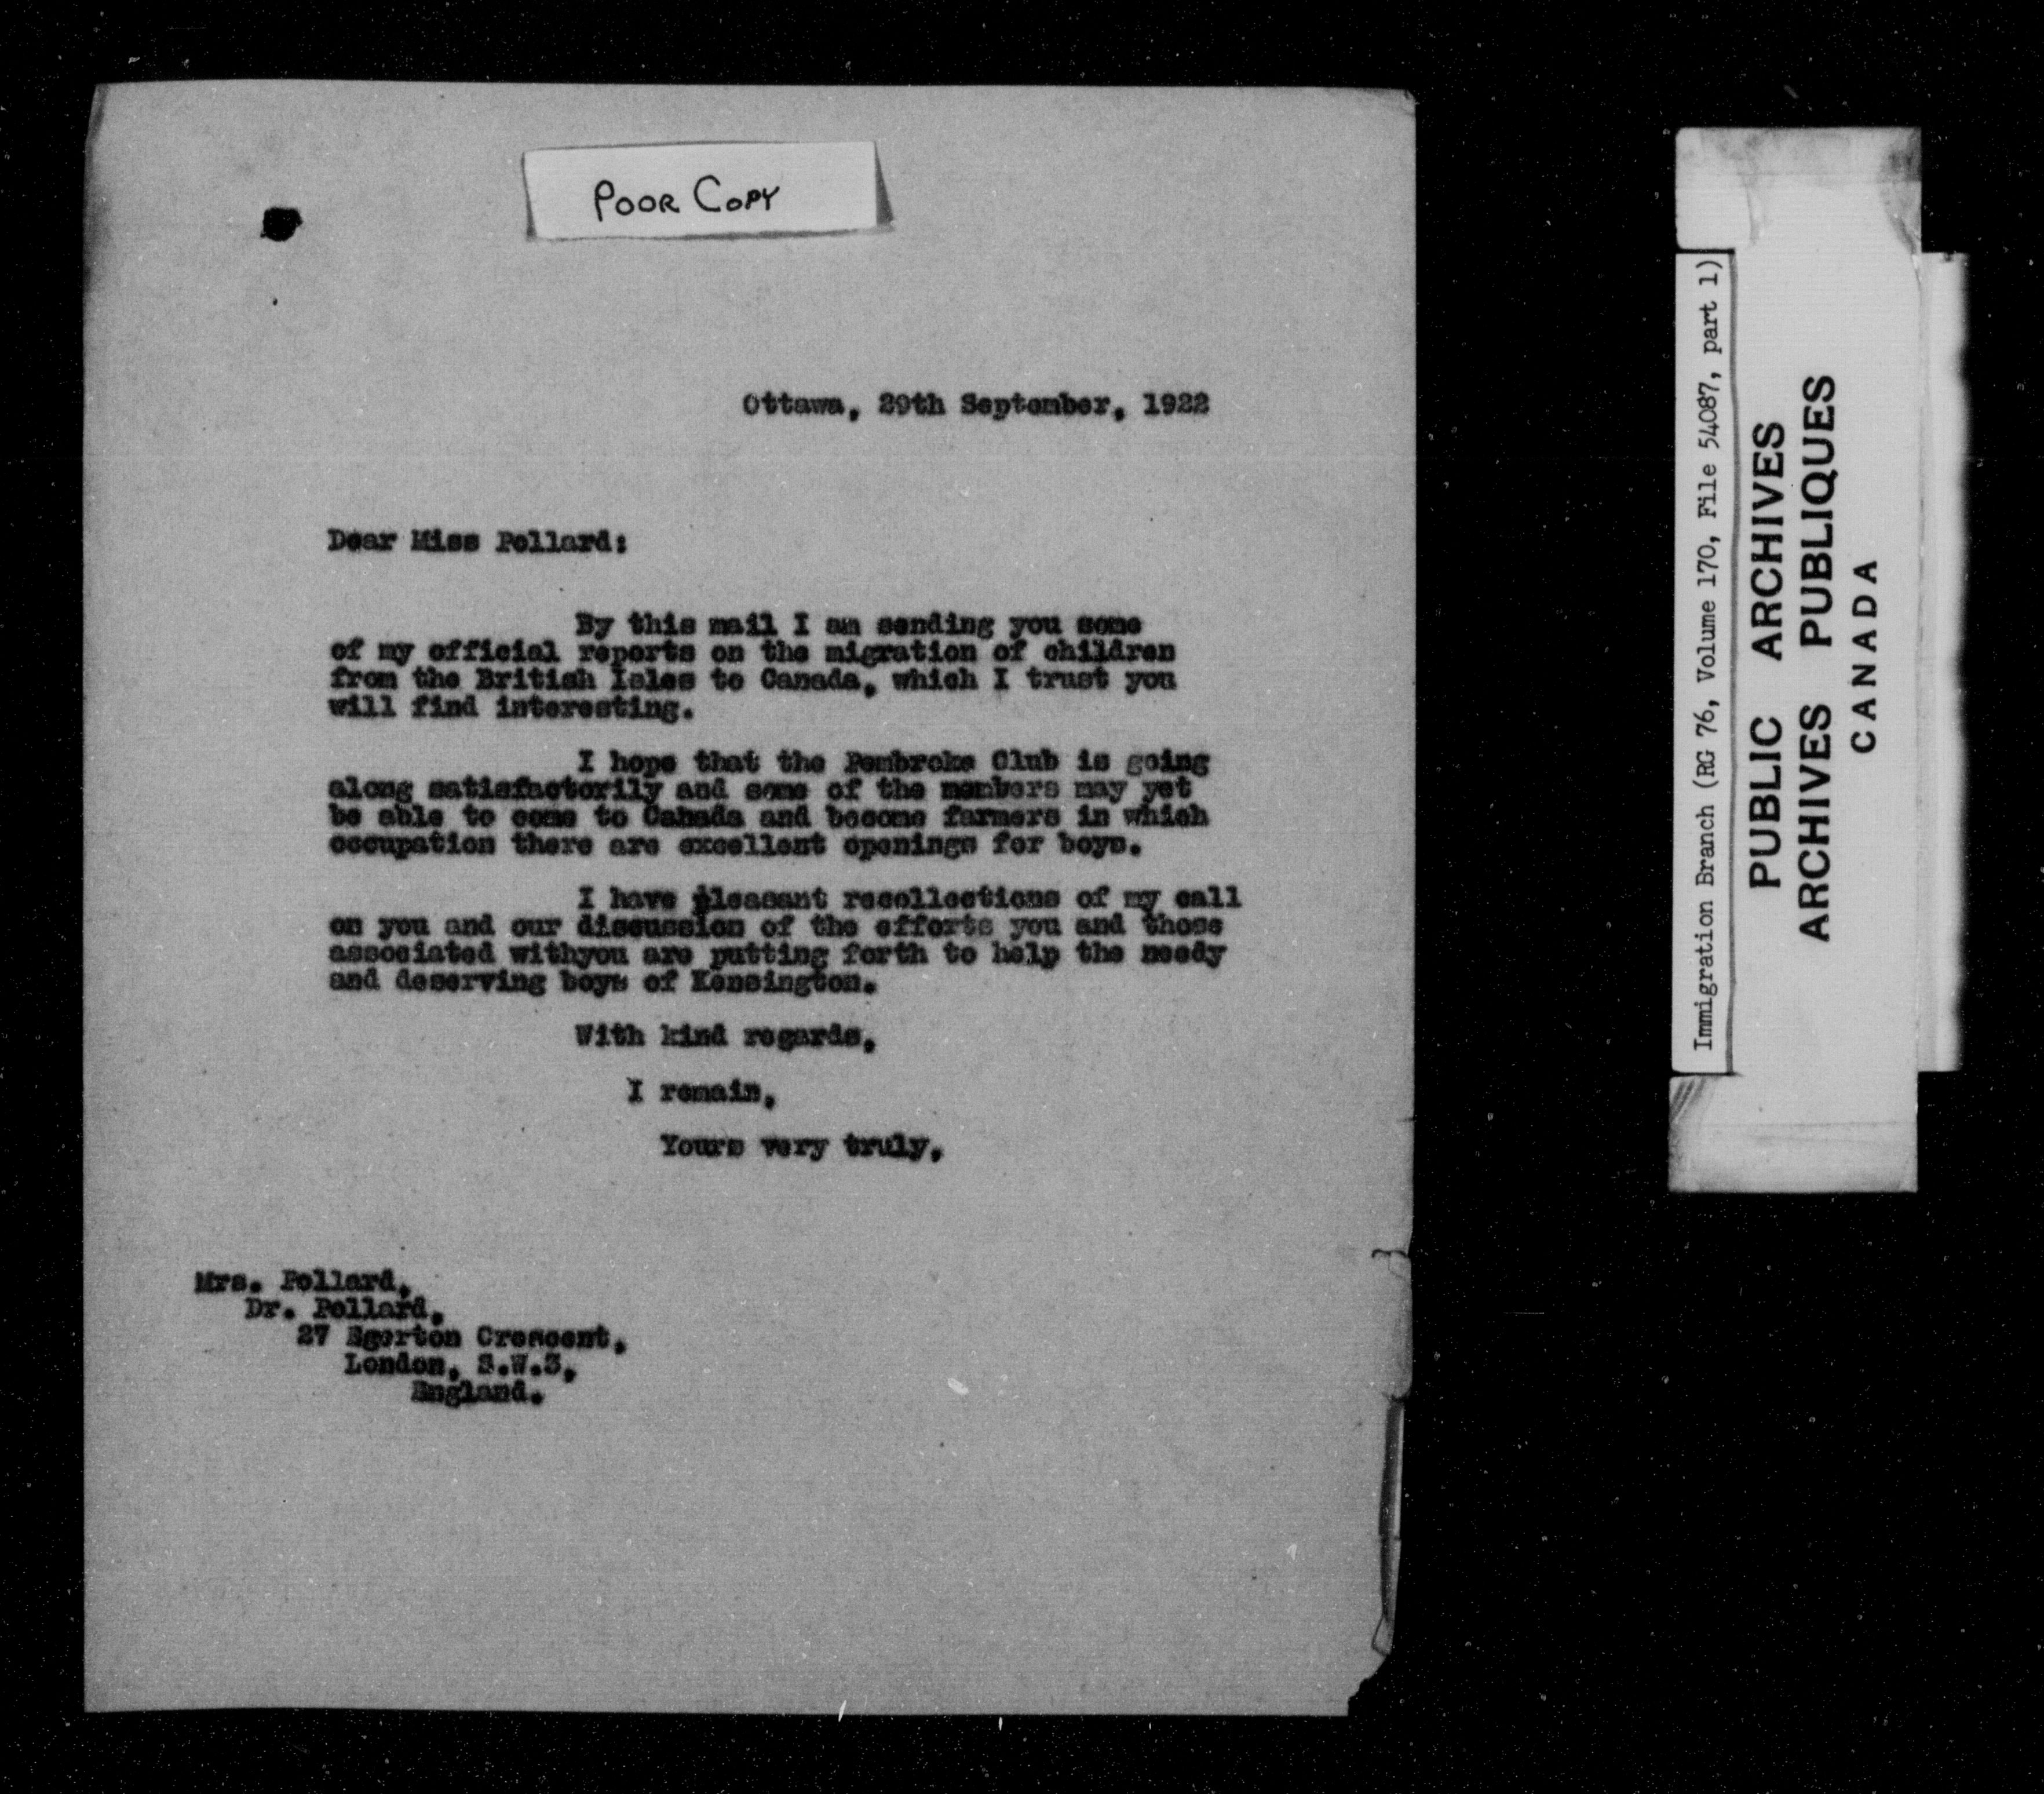 POOR COPY
Ottawa, 29th September, 1922
Dear Miss Pollard:
By this mail I am sending you some
of my official reports on the migration of children
from the British Isles to Canada, which I trust you
will find interesting.
I hope that the Pembroke Club is going
along satisfactorily and some of the members may yet
be able to come to Canada and become farmers in which
occupation there are excellent openings for boys.
I have pleasant recollections of my call
on you and our discussion of the efforts you and those
associated withyou are putting forth to help the needy
and deserving boys of Kensington.
With kind regards,
I remain,
Yours very truly,
Mrs. Pollard,
Dr. Pollard,
27 Egerton Crescent,
London, S.W.3,
England.
Immigration Branch (RG 76, Volume 170, File 54087, part 1)
PUBLIC ARCHIVES
ARCHIVES PUBLIQUES
CANADA